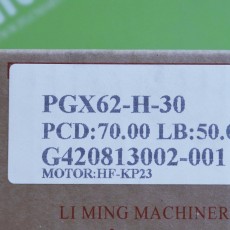 PGX62-H-30
PCD:70.00 LB:50.
G420813002-001
MOTOR:HF-KP23
LI MING MACHINER